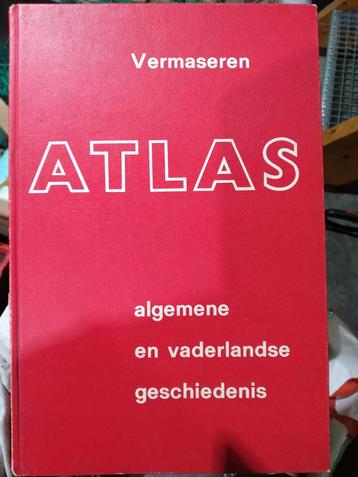 Vermaseren
ATLAS
algemene
en vaderlandse
geschiedenis